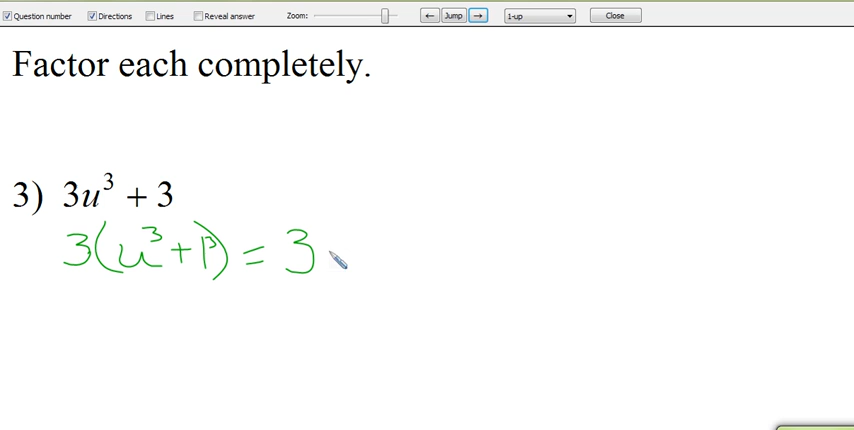 Question number Directions Lines Reveal answer Zoom: ← Jump → 1-up Close
Factor each completely.
3) 3u³ + 3
3(u³+1³) = 3